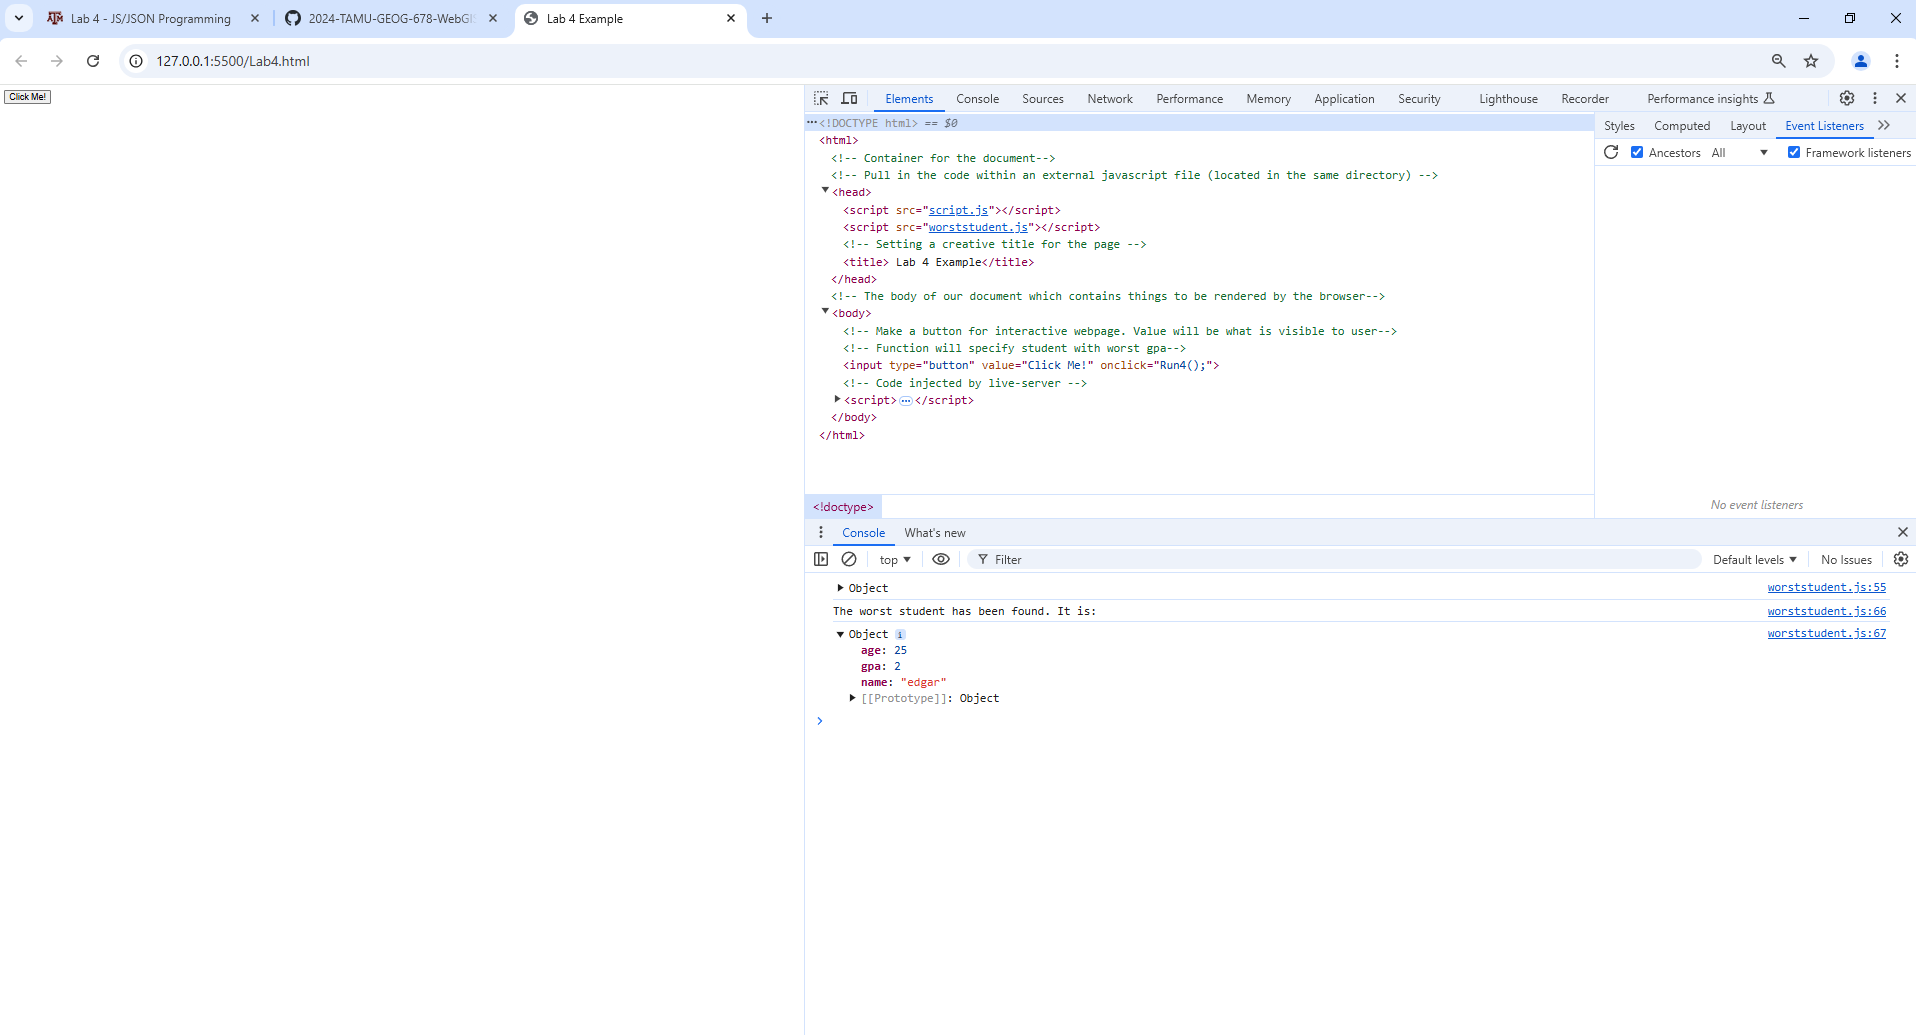 Lab 4 - JS/JSON Programming
2024-TAMU-GEOG-678-WebGI
Lab 4 Example
127.0.0.1:5500/Lab4.html
Click Me!
Elements Console Sources Network Performance Memory Application Security Lighthouse Recorder Performance insights
<!DOCTYPE html> == $0
<html>
<!-- Container for the document-->
<!-- Pull in the code within an external javascript file (located in the same directory) -->
<head>
<script src="script.js"></script>
<script src="worststudent.js"></script>
<!-- Setting a creative title for the page -->
<title> Lab 4 Example</title>
</head>
<!-- The body of our document which contains things to be rendered by the browser-->
<body>
<!-- Make a button for interactive webpage. Value will be what is visible to user-->
<!-- Function will specify student with worst gpa-->
<input type="button" value="Click Me!" onclick="Run4();">
<!-- Code injected by live-server -->
<script>…</script>
</body>
</html>
<!doctype>
Styles Computed Layout Event Listeners
Ancestors All Framework listeners
No event listeners
Console What's new
top Filter Default levels No Issues
Object worststudent.js:55
The worst student has been found. It is: worststudent.js:66
Object i worststudent.js:67
age: 25
gpa: 2
name: "edgar"
[[Prototype]]: Object